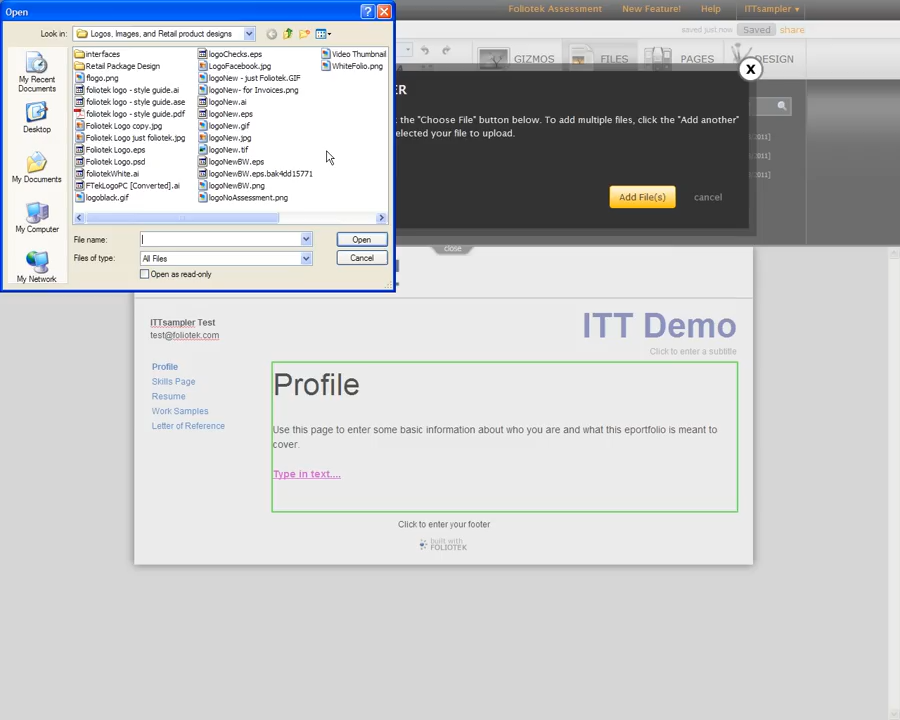 Open
Look in: Logos, Images, and Retail product designs
My Recent Documents
Desktop
My Documents
My Computer
My Network
interfaces
Retail Package Design
flogo.png
foliotek logo - style guide.ai
foliotek logo - style guide.ase
foliotek logo - style guide.pdf
Foliotek Logo copy.jpg
Foliotek Logo just foliotek.jpg
Foliotek Logo.eps
Foliotek Logo.psd
foliotekWhite.ai
FTekLogoPC [Converted].ai
logoblack.gif
logoChecks.eps
LogoFacebook.jpg
logoNew - just Foliotek.GIF
logoNew- for Invoices.png
logoNew.ai
logoNew.eps
logoNew.gif
logoNew.jpg
logoNew.tif
logoNewBW.eps
logoNewBW.eps.bak4dd15771
logoNewBW.png
logoNoAssessment.png
Video Thumbnail
WhiteFolio.png
File name:
Open
Files of type: All Files
Cancel
Open as read-only
Foliotek Assessment New Feature! Help ITTsampler
saved just now Saved share
GIZMOS FILES PAGES DESIGN
ER
X
the "Choose File" button below. To add multiple files, click the "Add another"
selected your file to upload.
Add File(s) cancel
2011]
2011]
close
ITTsampler Test
test@foliotek.com
ITT Demo
Click to enter a subtitle
Profile
Skills Page
Resume
Work Samples
Letter of Reference
Profile
Use this page to enter some basic information about who you are and what this eportfolio is meant to
cover.
Type in text....
Click to enter your footer
built with
FOLIOTEK